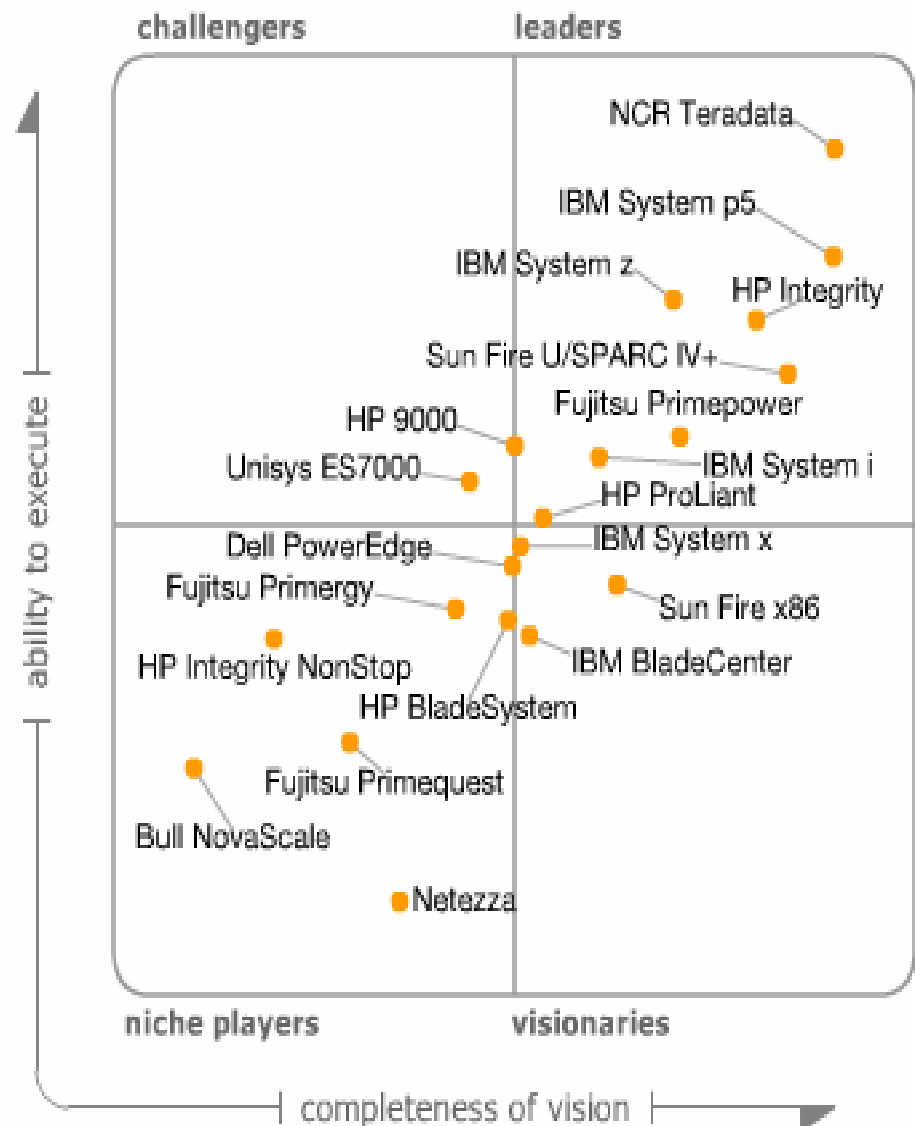 challengers
leaders
NCR Teradata
IBM System p5
IBM System z
HP Integrity
Sun Fire U/SPARC IV+
Fujitsu Primepower
HP 9000
Unisys ES7000
IBM System i
HP ProLiant
IBM System x
Dell PowerEdge
Fujitsu Primergy
Sun Fire x86
HP Integrity NonStop
IBM BladeCenter
HP BladeSystem
Fujitsu Primequest
Bull NovaScale
Netezza
niche players
visionaries
ability to execute
completeness of vision